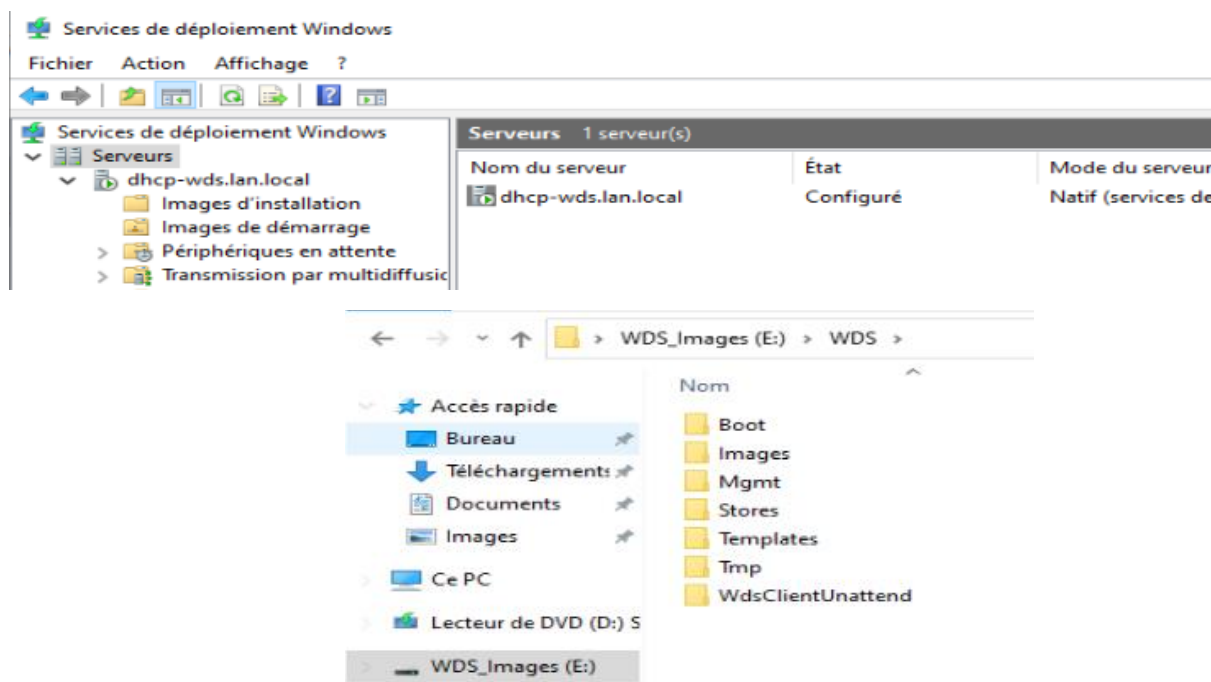 Services de déploiement Windows
Fichier Action Affichage ?
Services de déploiement Windows
Serveurs
dhcp-wds.lan.local
Images d'installation
Images de démarrage
Périphériques en attente
Transmission par multidiffusic
Serveurs 1 serveur(s)
Nom du serveur État Mode du serveur
dhcp-wds.lan.local Configuré Natif (services de
WDS_Images (E:) > WDS >
Accès rapide
Bureau
Téléchargements
Documents
Images
Ce PC
Lecteur de DVD (D:) S
WDS_Images (E:)
Nom
Boot
Images
Mgmt
Stores
Templates
Tmp
WdsClientUnattend